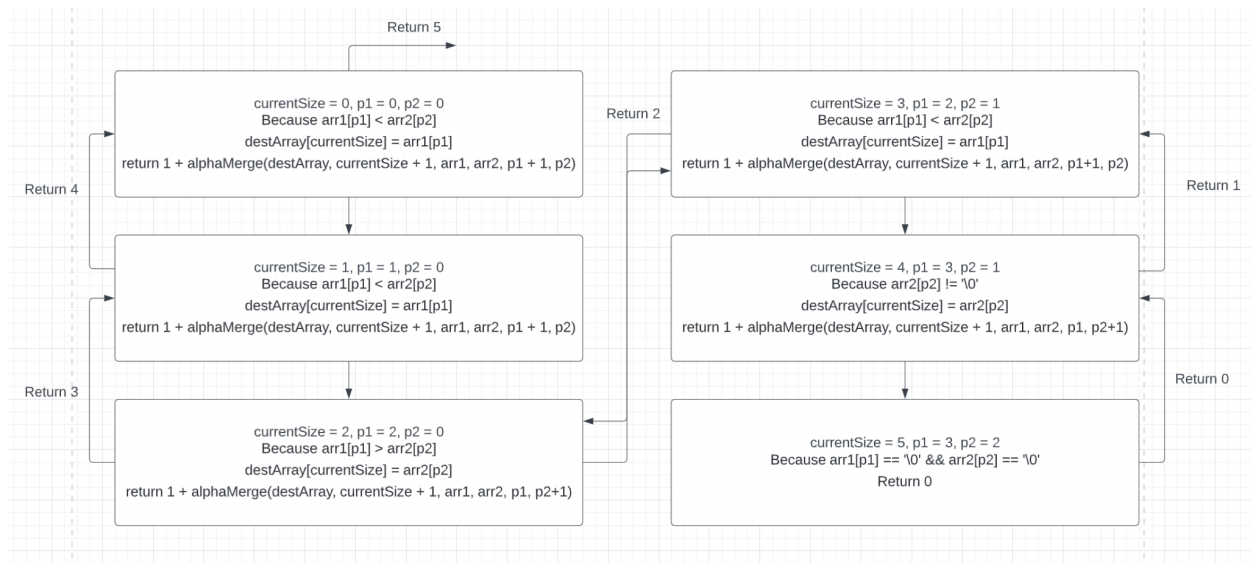 Return 5
currentSize = 0, p1 = 0, p2 = 0
Because arr1[p1] < arr2[p2]
destArray[currentSize] = arr1[p1]
return 1 + alphaMerge(destArray, currentSize + 1, arr1, arr2, p1 + 1, p2)
Return 4
currentSize = 1, p1 = 1, p2 = 0
Because arr1[p1] < arr2[p2]
destArray[currentSize] = arr1[p1]
return 1 + alphaMerge(destArray, currentSize + 1, arr1, arr2, p1 + 1, p2)
Return 3
currentSize = 2, p1 = 2, p2 = 0
Because arr1[p1] > arr2[p2]
destArray[currentSize] = arr2[p2]
return 1 + alphaMerge(destArray, currentSize + 1, arr1, arr2, p1, p2+1)
Return 2
currentSize = 3, p1 = 2, p2 = 1
Because arr1[p1] < arr2[p2]
destArray[currentSize] = arr1[p1]
return 1 + alphaMerge(destArray, currentSize + 1, arr1, arr2, p1+1, p2)
Return 1
currentSize = 4, p1 = 3, p2 = 1
Because arr2[p2] != '\0'
destArray[currentSize] = arr2[p2]
return 1 + alphaMerge(destArray, currentSize + 1, arr1, arr2, p1, p2+1)
Return 0
currentSize = 5, p1 = 3, p2 = 2
Because arr1[p1] == '\0' && arr2[p2] == '\0'
Return 0